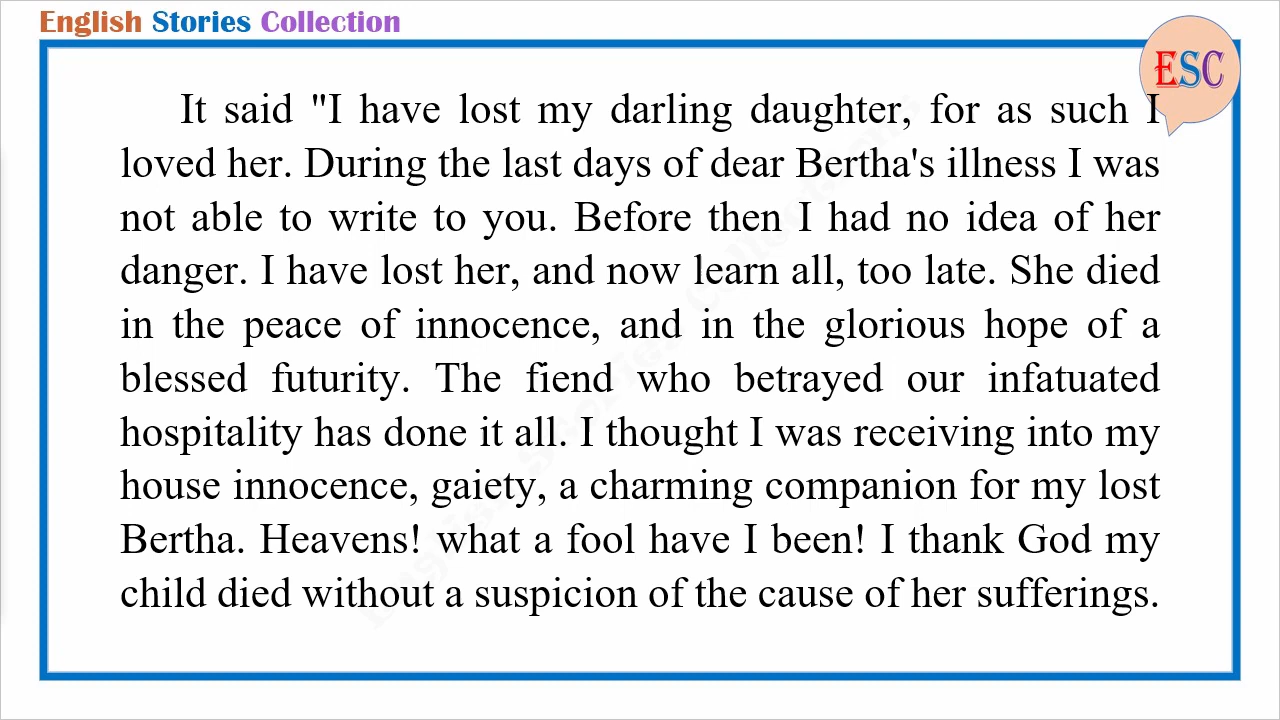 English Stories Collection
ESC
It said "I have lost my darling daughter, for as such I
loved her. During the last days of dear Bertha's illness I was
not able to write to you. Before then I had no idea of her
danger. I have lost her, and now learn all, too late. She died
in the peace of innocence, and in the glorious hope of a
blessed futurity. The fiend who betrayed our infatuated
hospitality has done it all. I thought I was receiving into my
house innocence, gaiety, a charming companion for my lost
Bertha. Heavens! what a fool have I been! I thank God my
child died without a suspicion of the cause of her sufferings.
English Stories Collections